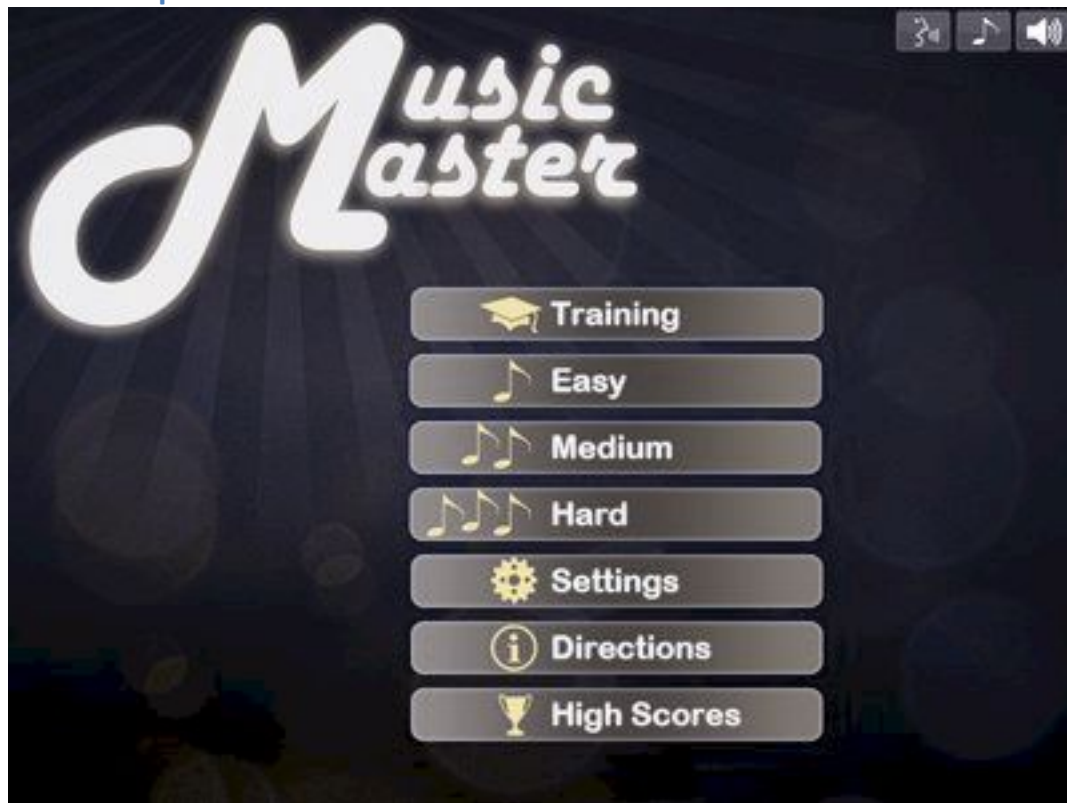 Music
Master
Training
Easy
Medium
Hard
Settings
Directions
High Scores